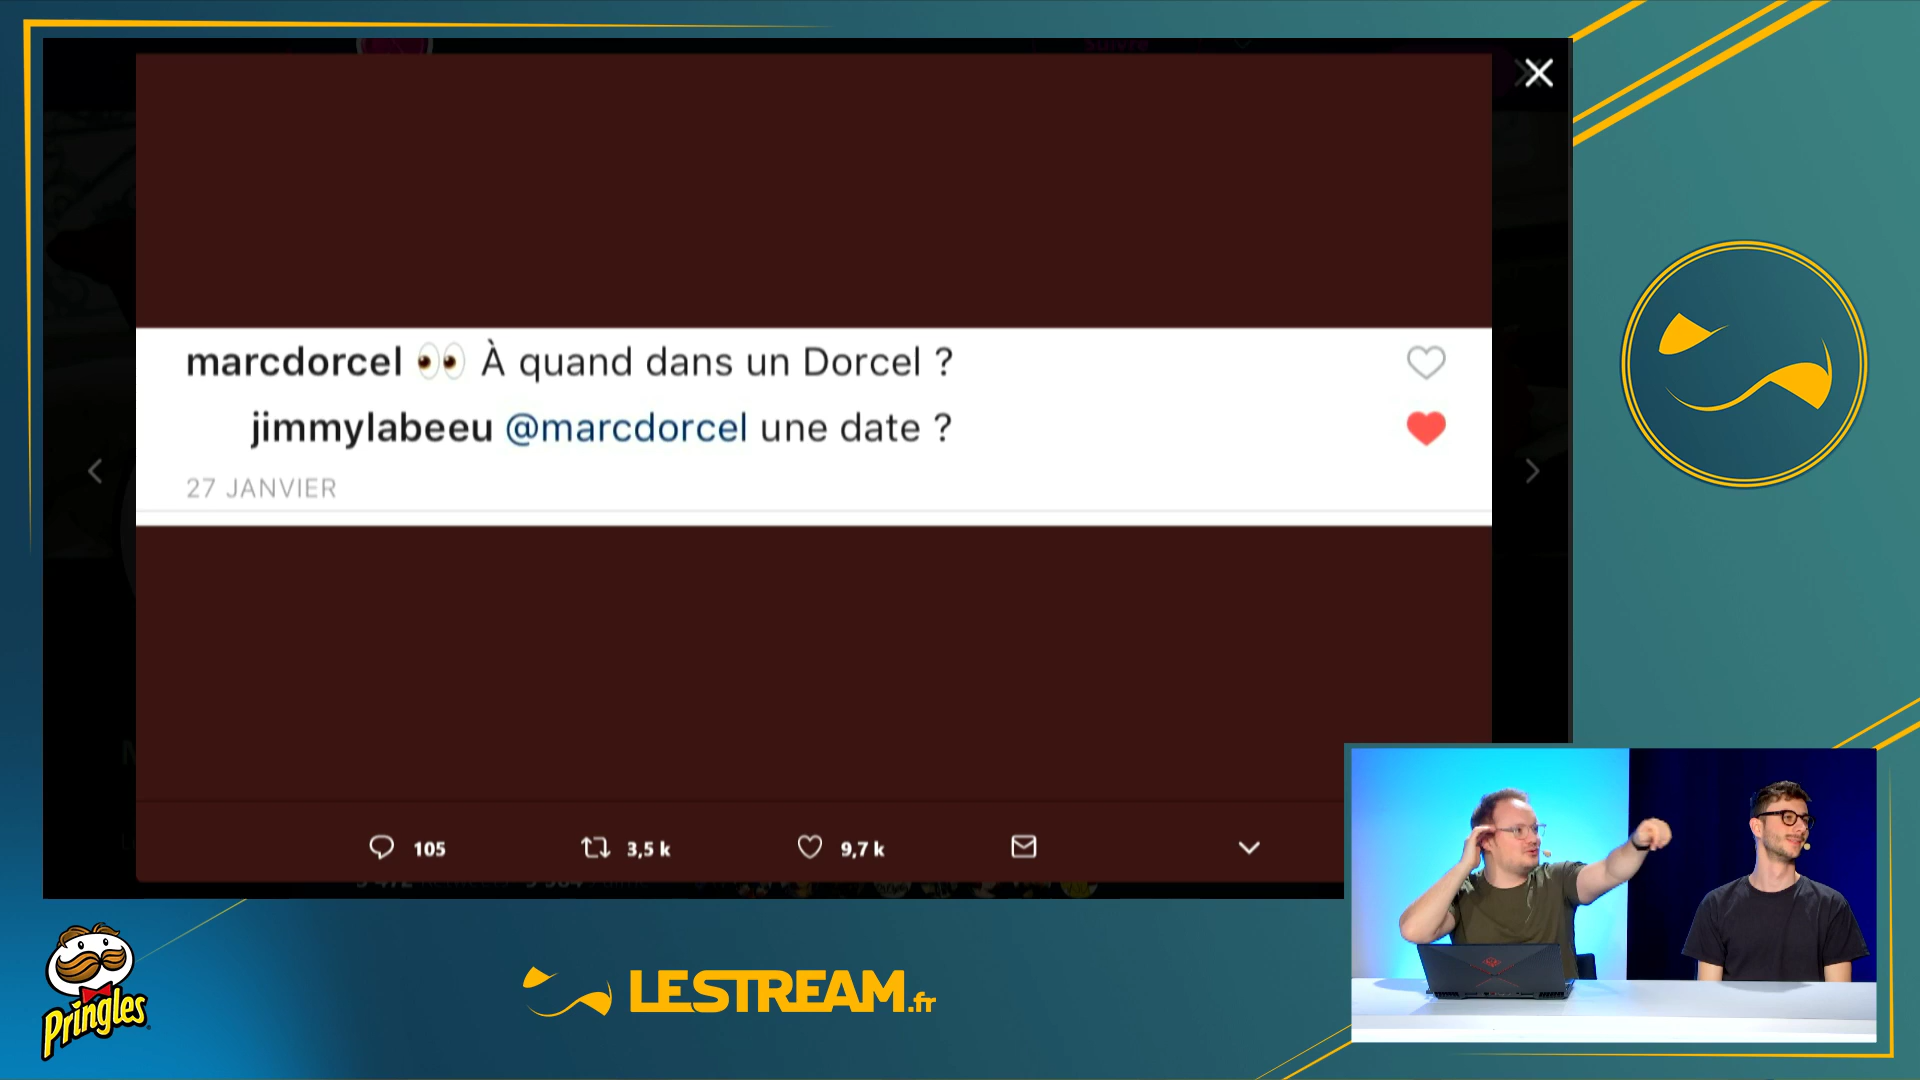 Suivre
marcdorcel 👀 À quand dans un Dorcel ?
jimmylabeeu @marcdorcel une date ?
27 JANVIER
105
3,5 k
9,7 k
Pringles
LESTREAM.fr